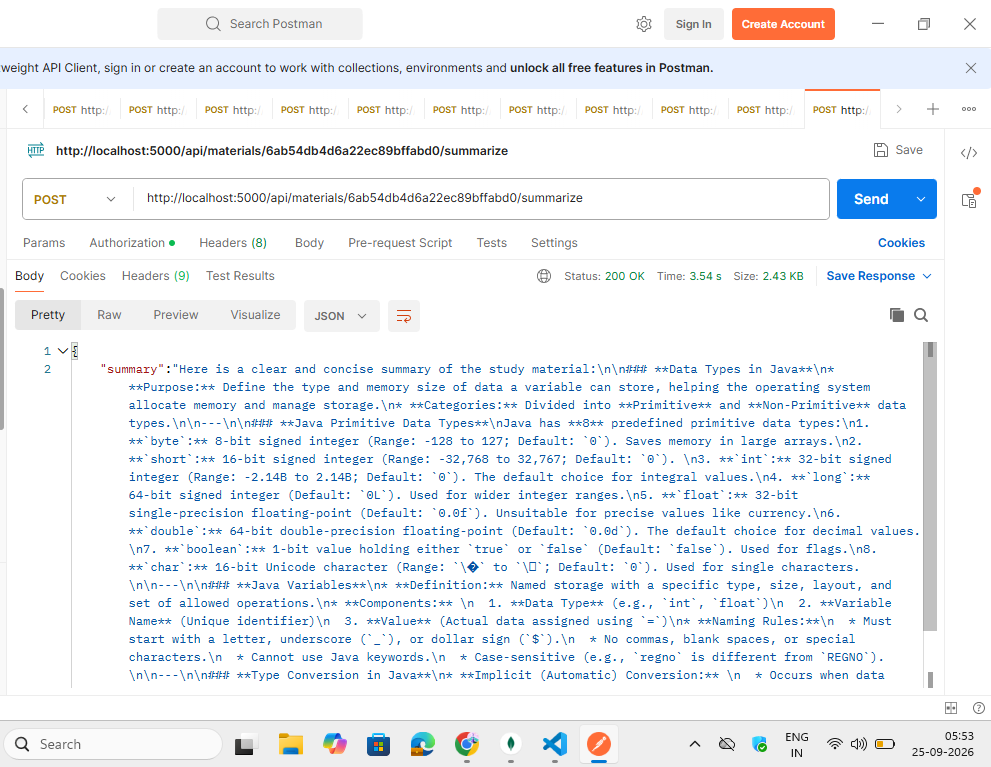 Search Postman
Sign In
Create Account
tweight API Client, sign in or create an account to work with collections, environments and unlock all free features in Postman.
POST http:/ POST http:/ POST http:/ POST http:/ POST http:/ POST http:/ POST http:/ POST http:/ POST http:/ POST http:/ POST http:/
HTTP http://localhost:5000/api/materials/6ab54db4d6a22ec89bffabd0/summarize
Save
POST http://localhost:5000/api/materials/6ab54db4d6a22ec89bffabd0/summarize
Send
Params Authorization Headers (8) Body Pre-request Script Tests Settings Cookies
Body Cookies Headers (9) Test Results Status: 200 OK Time: 3.54 s Size: 2.43 KB Save Response
Pretty Raw Preview Visualize JSON
1 {
2 "summary":"Here is a clear and concise summary of the study material:\n\n### **Data Types in Java**\n*
**Purpose:** Define the type and memory size of data a variable can store, helping the operating system
allocate memory and manage storage.\n* **Categories:** Divided into **Primitive** and **Non-Primitive** data
types.\n\n---\n\n### **Java Primitive Data Types**\nJava has **8** predefined primitive data types:\n1.
**`byte`:** 8-bit signed integer (Range: -128 to 127; Default: `0`). Saves memory in large arrays.\n2.
**`short`:** 16-bit signed integer (Range: -32,768 to 32,767; Default: `0`). \n3. **`int`:** 32-bit signed
integer (Range: -2.14B to 2.14B; Default: `0`). The default choice for integral values.\n4. **`long`:**
64-bit signed integer (Default: `0L`). Used for wider integer ranges.\n5. **`float`:** 32-bit
single-precision floating-point (Default: `0.0f`). Unsuitable for precise values like currency.\n6.
**`double`:** 64-bit double-precision floating-point (Default: `0.0d`). The default choice for decimal values.
\n7. **`boolean`:** 1-bit value holding either `true` or `false` (Default: `false`). Used for flags.\n8.
**`char`:** 16-bit Unicode character (Range: `\�` to `\`; Default: `0`). Used for single characters.
\n\n---\n\n### **Java Variables**\n* **Definition:** Named storage with a specific type, size, layout, and
set of allowed operations.\n* **Components:** \n  1. **Data Type** (e.g., `int`, `float`)\n  2. **Variable
Name** (Unique identifier)\n  3. **Value** (Actual data assigned using `=`)\n* **Naming Rules:**\n  * Must
start with a letter, underscore (`_`), or dollar sign (`$`).\n  * No commas, blank spaces, or special
characters.\n  * Cannot use Java keywords.\n  * Case-sensitive (e.g., `regno` is different from `REGNO`).
\n\n---\n\n### **Type Conversion in Java**\n* **Implicit (Automatic) Conversion:** \n  * Occurs when data
Search
ENG
IN
05:53
25-09-2026